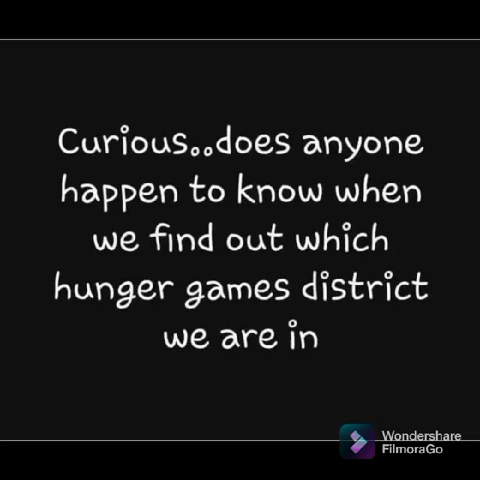 Curious..does anyone
happen to know when
we find out which
hunger games district
we are in
Wondershare
FilmoraGo